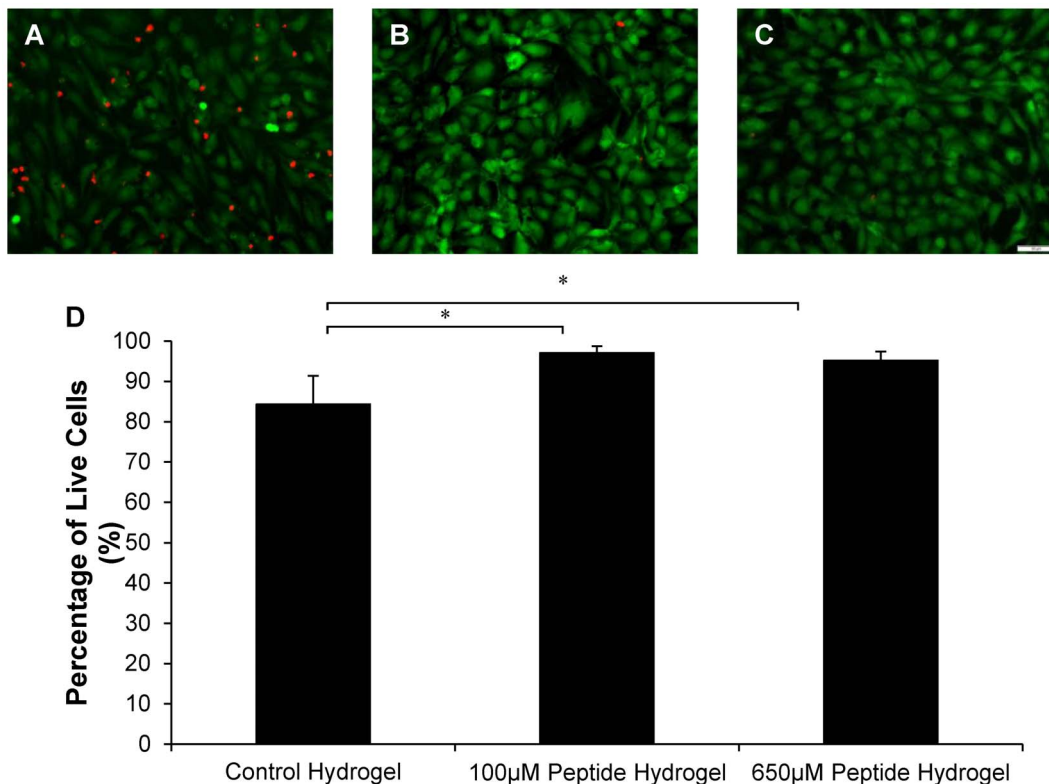 A
B
C
D
*
*
Percentage of Live Cells
(%)
100
90
80
70
60
50
40
30
20
10
0
Control Hydrogel
100µM Peptide Hydrogel
650µM Peptide Hydrogel